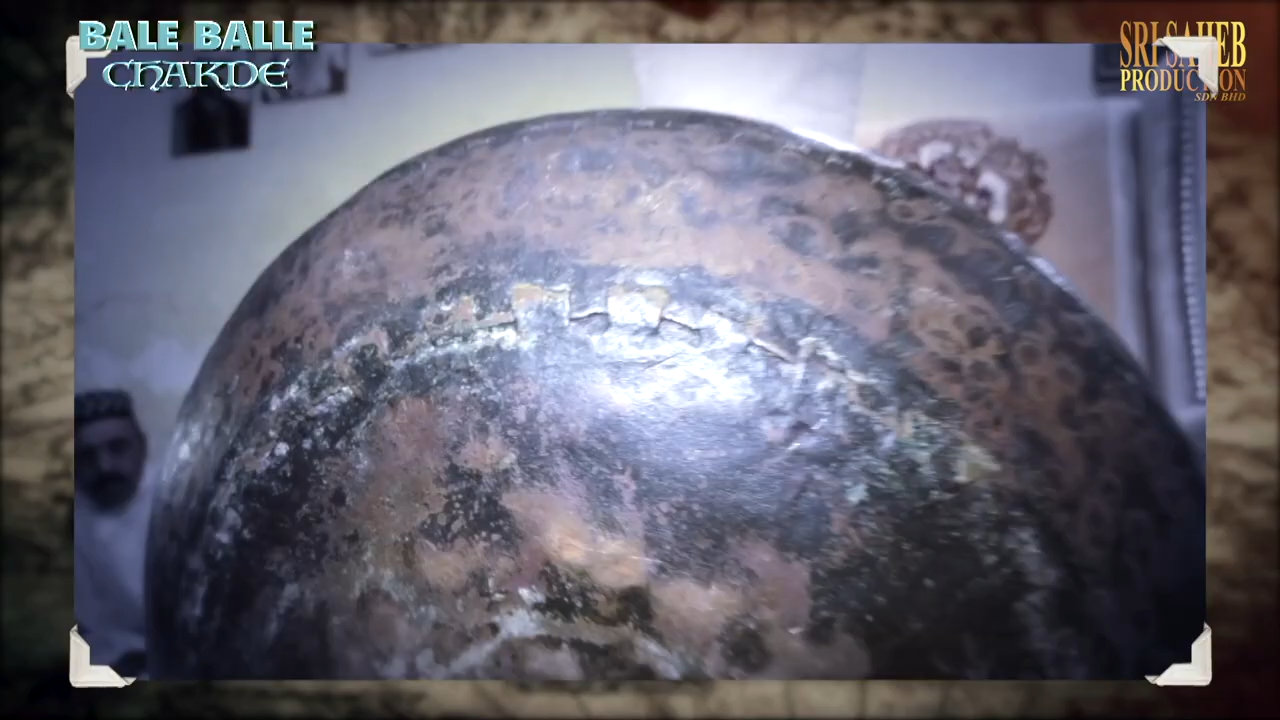 BALE BALLE
CHAKDE
SRI SAHEB
PRODUCTION
SDN BHD